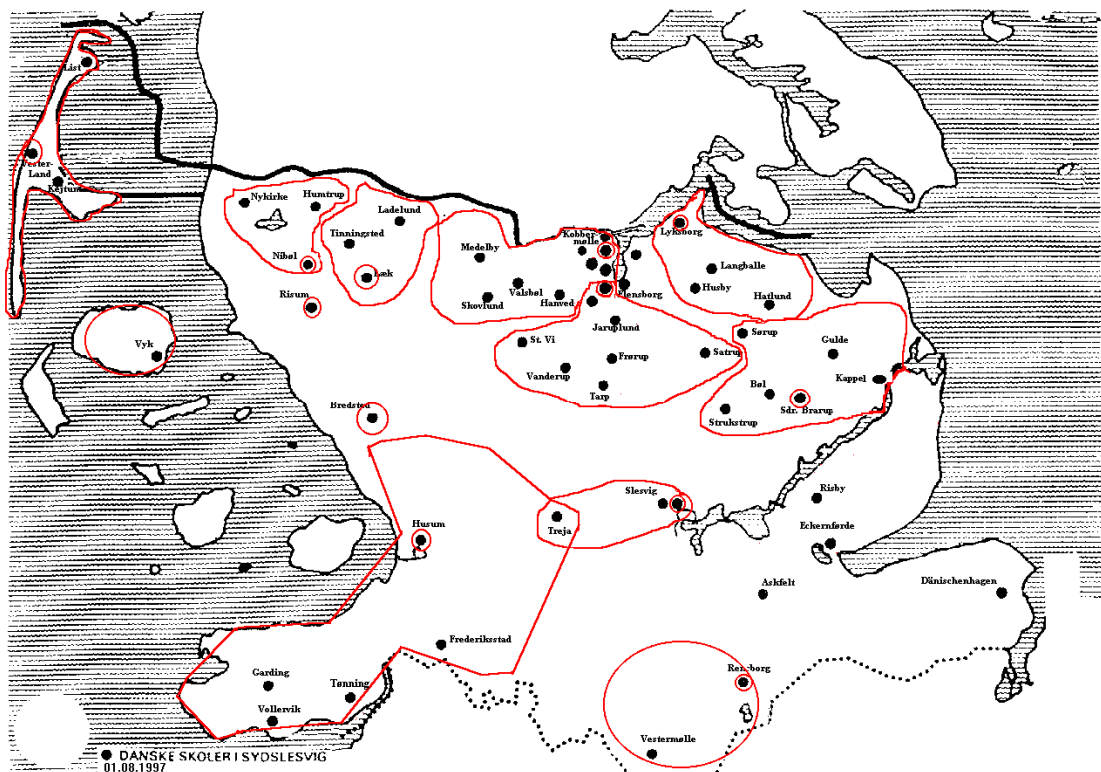 List
Vester-
Land
Kejtum
Nykirke
Humtrup
Ladelund
Tinningsted
Nibøl
Læk
Risum
Medelby
Valsbøl
Skovlund
Hanved
Kobber-
mølle
Flensborg
Jaruplund
Lyksborg
Langballe
Husby
Hatlund
St. Vi
Frørup
Satrup
Vanderup
Tarp
Sørup
Gulde
Kappel
Bøl
Sdr. Brarup
Strukstrup
Vyk
Bredsted
Slesvig
Treja
Husum
Risby
Eckernførde
Askfelt
Dänischenhagen
Frederiksstad
Garding
Tønning
Vollervik
Rensborg
Vestermølle
DANSKE SKOLER I SYDSLESVIG
01.08.1997